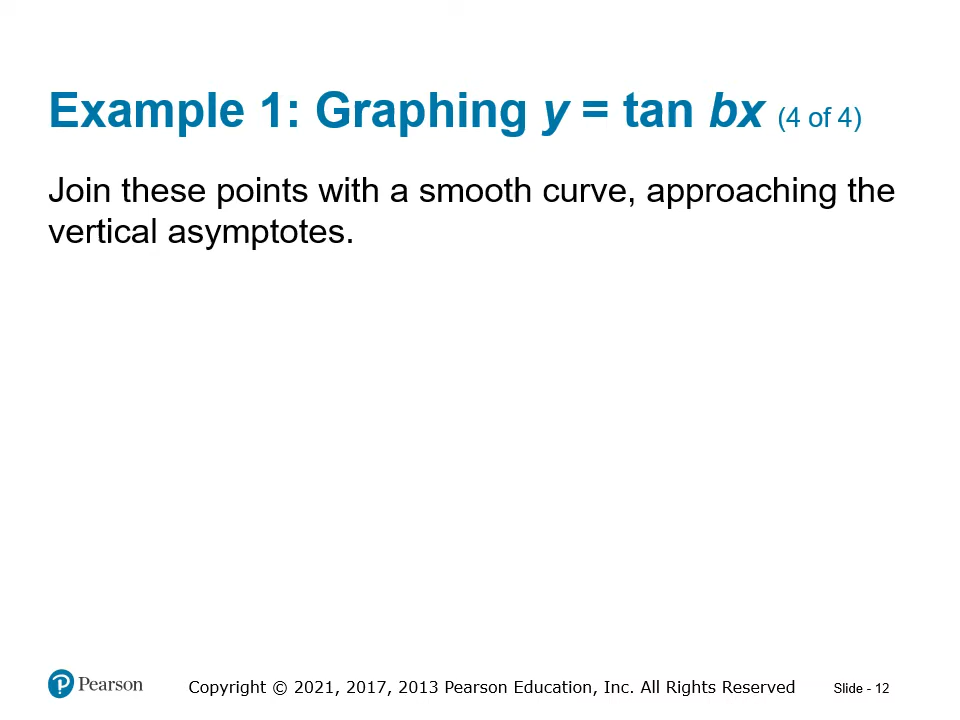 Example 1: Graphing y = tan bx (4 of 4)
Join these points with a smooth curve, approaching the
vertical asymptotes.
Pearson
Copyright © 2021, 2017, 2013 Pearson Education, Inc. All Rights Reserved
Slide - 12